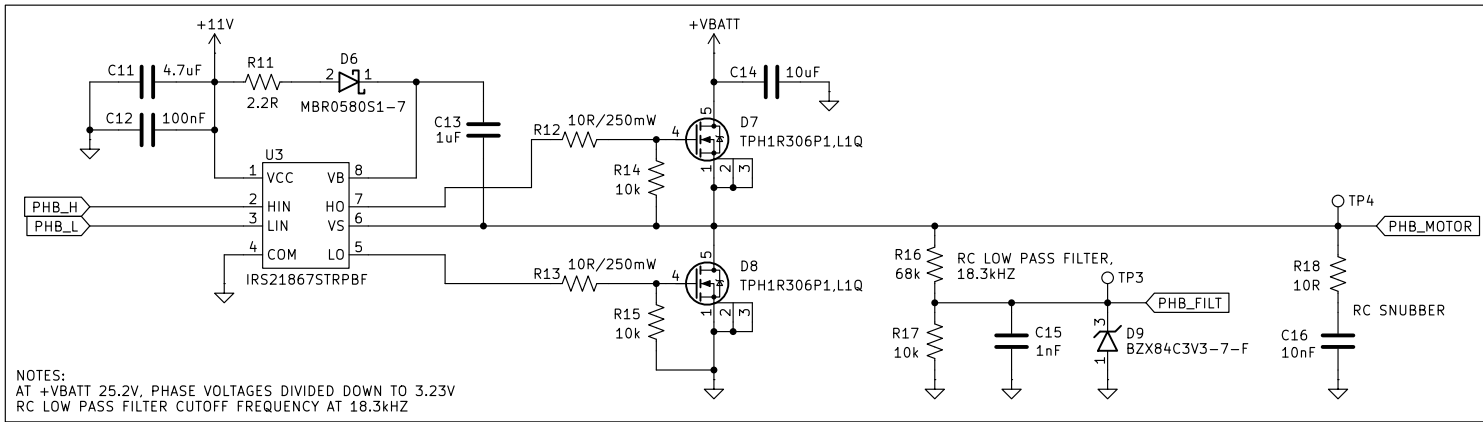 +11V
C11
4.7uF
C12
100nF
R11
2.2R
D6
2
1
MBR0580S1-7
C13
1uF
U3
1 VCC
VB 8
2 HIN
HO 7
3 LIN
VS 6
4 COM
LO 5
IRS21867STRPBF
PHB_H
PHB_L
+VBATT
C14
10uF
R12
10R/250mW
4
5
D7
TPH1R306P1,L1Q
R14
10k
1
2
3
R13
10R/250mW
4
5
D8
TPH1R306P1,L1Q
R15
10k
1
2
3
TP4
PHB_MOTOR
R16
68k
RC LOW PASS FILTER,
18.3kHZ
TP3
PHB_FILT
R17
10k
C15
1nF
3
D9
BZX84C3V3-7-F
1
R18
10R
RC SNUBBER
C16
10nF
NOTES:
AT +VBATT 25.2V, PHASE VOLTAGES DIVIDED DOWN TO 3.23V
RC LOW PASS FILTER CUTOFF FREQUENCY AT 18.3kHZ